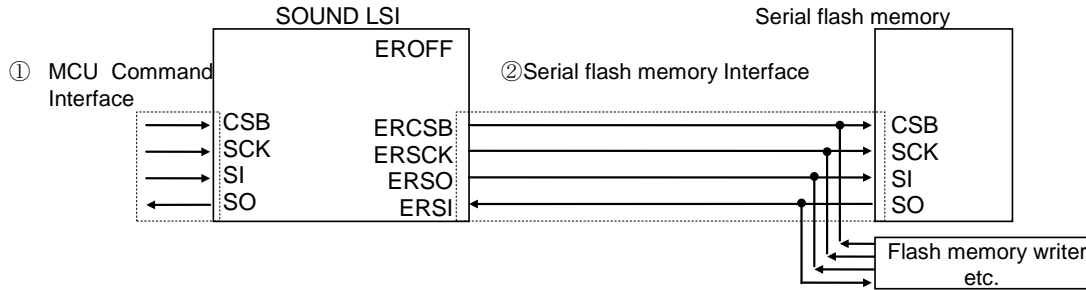 SOUND LSI
Serial flash memory
EROFF
① MCU Command
Interface
②Serial flash memory Interface
CSB
SCK
SI
SO
ERCSB
ERSCK
ERSO
ERSI
CSB
SCK
SI
SO
Flash memory writer
etc.